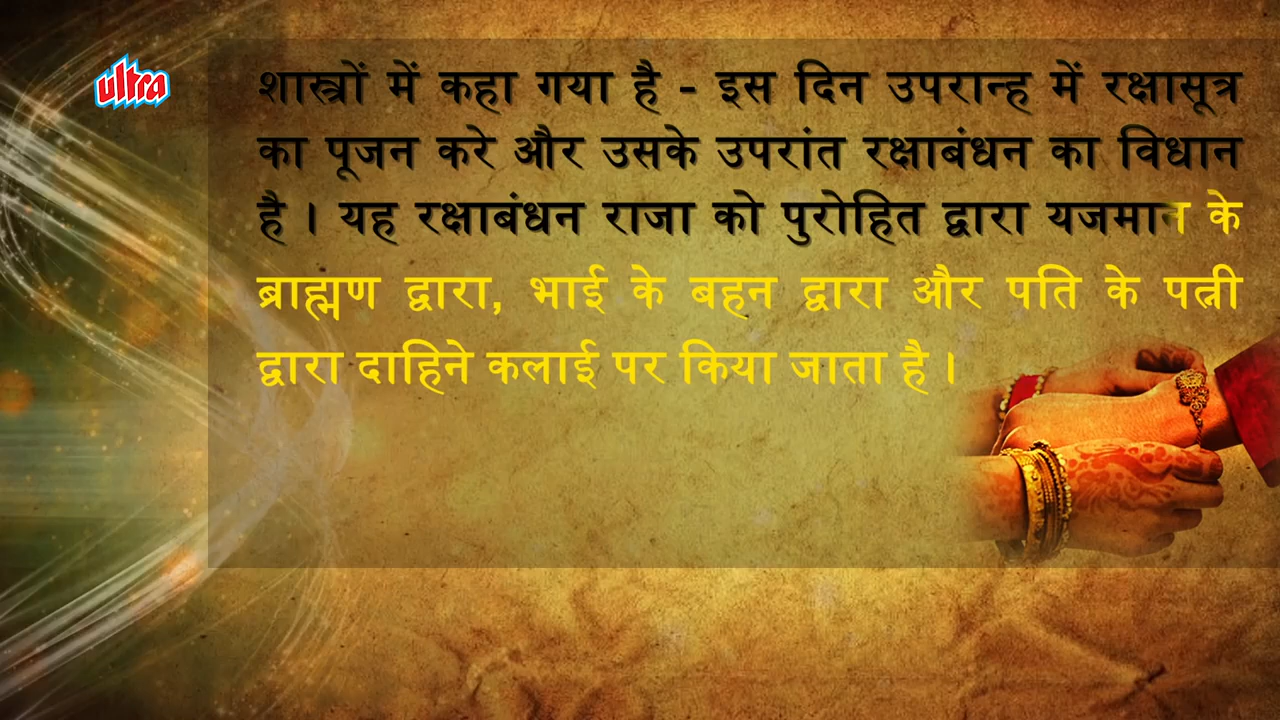 ultra
शास्त्रों में कहा गया है - इस दिन उपरान्ह में रक्षासूत्र
का पूजन करे और उसके उपरांत रक्षाबंधन का विधान
है । यह रक्षाबंधन राजा को पुरोहित द्वारा यजमान के
ब्राह्मण द्वारा, भाई के बहन द्वारा और पति के पत्नी
द्वारा दाहिने कलाई पर किया जाता है ।